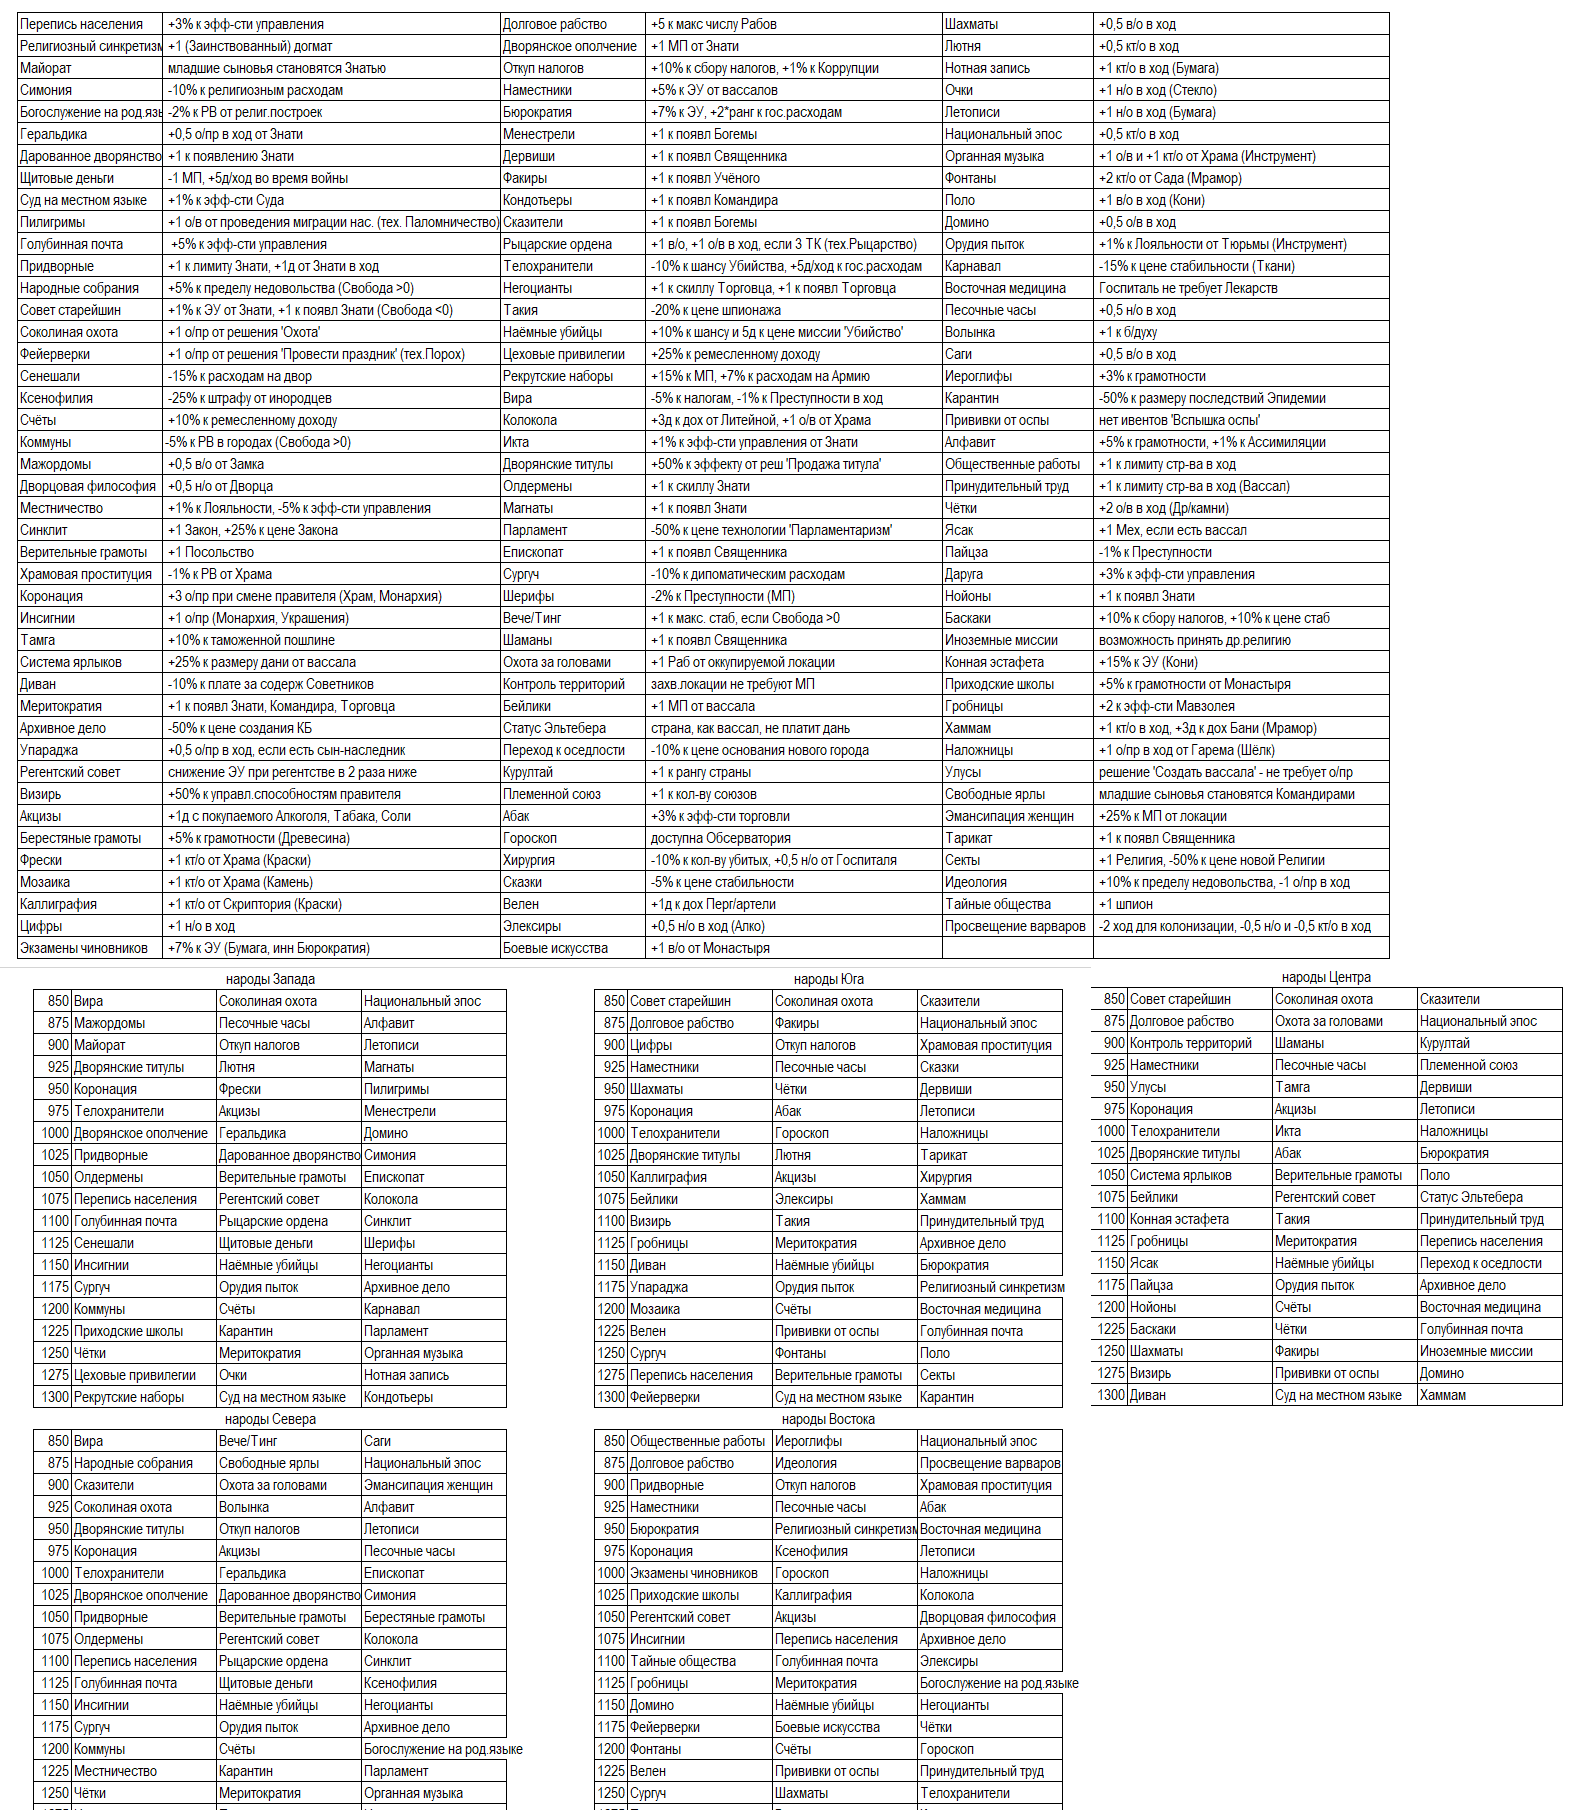 Перепись населения +3% к эфф-сти управления Долговое рабство +5 к макс числу Рабов Шахматы +0,5 в/о в ход
Религиозный синкретизм +1 (Заинствованный) догмат Дворянское ополчение +1 МП от Знати Лютня +0,5 кт/о в ход
Майорат младшие сыновья становятся Знатью Откуп налогов +10% к сбору налогов, +1% к Коррупции Нотная запись +1 кт/о в ход (Бумага)
Симония -10% к религиозным расходам Наместники +5% к ЭУ от вассалов Очки +1 н/о в ход (Стекло)
Богослужение на род.язь -2% к РВ от религ.построек Бюрократия +7% к ЭУ, +2*ранг к гос.расходам Летописи +1 н/о в ход (Бумага)
Геральдика +0,5 о/пр в ход от Знати Менестрели +1 к появл Богемы Национальный эпос +0,5 кт/о в ход
Дарованное дворянство +1 к появлению Знати Дервиши +1 к появл Священника Органная музыка +1 о/в и +1 кт/о от Храма (Инструмент)
Щитовые деньги -1 МП, +5д/ход во время войны Факиры +1 к появл Учёного Фонтаны +2 кт/о от Сада (Мрамор)
Суд на местном языке +1% к эфф-сти Суда Кондотьеры +1 к появл Командира Поло +1 в/о в ход (Кони)
Пилигримы +1 о/в от проведения миграции нас. (тех. Паломничество) Сказители +1 к появл Богемы Домино +0,5 о/в в ход
Голубинная почта +5% к эфф-сти управления Рыцарские ордена +1 в/о, +1 о/в в ход, если 3 ТК (тех.Рыцарство) Орудия пыток +1% к Лояльности от Тюрьмы (Инструмент)
Придворные +1 к лимиту Знати, +1д от Знати в ход Телохранители -10% к шансу Убийства, +5д/ход к гос.расходам Карнавал -15% к цене стабильности (Ткани)
Народные собрания +5% к пределу недовольства (Свобода >0) Негоцианты +1 к скиллу Торговца, +1 к появл Торговца Восточная медицина Госпиталь не требует Лекарств
Совет старейшин +1% к ЭУ от Знати, +1 к появл Знати (Свобода <0) Такия -20% к цене шпионажа Песочные часы +0,5 н/о в ход
Соколиная охота +1 о/пр от решения 'Охота' Наёмные убийцы +10% к шансу и 5д к цене миссии 'Убийство' Волынка +1 к б/духу
Фейерверки +1 о/пр от решения 'Провести праздник' (тех.Порох) Цеховые привилегии +25% к ремесленному доходу Саги +0,5 в/о в ход
Сенешали -15% к расходам на двор Рекрутские наборы +15% к МП, +7% к расходам на Армию Иероглифы +3% к грамотности
Ксенофилия -25% к штрафу от инородцев Вира -5% к налогам, -1% к Преступности в ход Карантин -50% к размеру последствий Эпидемии
Счёты +10% к ремесленному доходу Колокола +3д к дох от Литейной, +1 о/в от Храма Прививки от оспы нет ивентов 'Вспышка оспы'
Коммуны -5% к РВ в городах (Свобода >0) Икта +1% к эфф-сти управления от Знати Алфавит +5% к грамотности, +1% к Ассимиляции
Мажордомы +0,5 в/о от Замка Дворянские титулы +50% к эффекту от реш 'Продажа титула' Общественные работы +1 к лимиту стр-ва в ход
Дворцовая философия +0,5 н/о от Дворца Олдермены +1 к скиллу Знати Принудительный труд +1 к лимиту стр-ва в ход (Вассал)
Местничество +1% к Лояльности, -5% к эфф-сти управления Магнаты +1 к появл Знати Чётки +2 о/в в ход (Др/камни)
Синклит +1 Закон, +25% к цене Закона Парламент -50% к цене технологии 'Парламентаризм' Ясак +1 Мех, если есть вассал
Верительные грамоты +1 Посольство Епископат +1 к появл Священника Пайцза -1% к Преступности
Храмовая проституция -1% к РВ от Храма Сургуч -10% к дипоматическим расходам Даруга +3% к эфф-сти управления
Коронация +3 о/пр при смене правителя (Храм, Монархия) Шерифы -2% к Преступности (МП) Нойоны +1 к появл Знати
Инсигнии +1 о/пр (Монархия, Украшения) Вече/Тинг +1 к макс. стаб, если Свобода >0 Баскаки +10% к сбору налогов, +10% к цене стаб
Тамга +10% к таможенной пошлине Шаманы +1 к появл Священника Иноземные миссии возможность принять др.религию
Система ярлыков +25% к размеру дани от вассала Охота за головами +1 Раб от оккупируемой локации Конная эстафета +15% к ЭУ (Кони)
Диван -10% к плате за содерж Советников Контроль территорий захв.локации не требуют МП Приходские школы +5% к грамотности от Монастыря
Меритократия +1 к появл Знати, Командира, Торговца Бейлики +1 МП от вассала Гробницы +2 к эфф-сти Мавзолея
Архивное дело -50% к цене создания КБ Статус Эльтебера страна, как вассал, не платит дань Хаммам +1 кт/о в ход, +3д к дох Бани (Мрамор)
Упараджа +0,5 о/пр в ход, если есть сын-наследник Переход к оседлости -10% к цене основания нового города Наложницы +1 о/пр в ход от Гарема (Шёлк)
Регентский совет снижение ЭУ при регентстве в 2 раза ниже Курултай +1 к рангу страны Улусы решение 'Создать вассала' - не требует о/пр
Визирь +50% к управл.способностям правителя Племенной союз +1 к кол-ву союзов Свободные ярлы младшие сыновья становятся Командирами
Акцизы +1д с покупаемого Алкоголя, Табака, Соли Абак +3% к эфф-сти торговли Эмансипация женщин +25% к МП от локации
Берестяные грамоты +5% к грамотности (Древесина) Гороскоп доступна Обсерватория Тарикат +1 к появл Священника
Фрески +1 кт/о от Храма (Краски) Хирургия -10% к кол-ву убитых, +0,5 н/о от Госпиталя Секты +1 Религия, -50% к цене новой Религии
Мозаика +1 кт/о от Храма (Камень) Сказки -5% к цене стабильности Идеология +10% к пределу недовольства, -1 о/пр в ход
Каллиграфия +1 кт/о от Скриптория (Краски) Велен +1д к дох Перг/артели Тайные общества +1 шпион
Цифры +1 н/о в ход Элексиры +0,5 н/о в ход (Алко) Просвещение варваров -2 ход для колонизации, -0,5 н/о и -0,5 кт/о в ход
Экзамены чиновников +7% к ЭУ (Бумага, инн Бюрократия) Боевые искусства +1 в/о от Монастыря
народы Запада
850 Вира Соколиная охота Национальный эпос
875 Мажордомы Песочные часы Алфавит
900 Майорат Откуп налогов Летописи
925 Дворянские титулы Лютня Магнаты
950 Коронация Фрески Пилигримы
975 Телохранители Акцизы Менестрели
1000 Дворянское ополчение Геральдика Домино
1025 Придворные Дарованное дворянство Симония
1050 Олдермены Верительные грамоты Епископат
1075 Перепись населения Регентский совет Колокола
1100 Голубинная почта Рыцарские ордена Синклит
1125 Сенешали Щитовые деньги Шерифы
1150 Инсигнии Наёмные убийцы Негоцианты
1175 Сургуч Орудия пыток Архивное дело
1200 Коммуны Счёты Карнавал
1225 Приходские школы Карантин Парламент
1250 Чётки Меритократия Органная музыка
1275 Цеховые привилегии Очки Нотная запись
1300 Рекрутские наборы Суд на местном языке Кондотьеры
народы Юга
850 Совет старейшин Соколиная охота Сказители
875 Долговое рабство Факиры Национальный эпос
900 Цифры Откуп налогов Храмовая проституция
925 Наместники Песочные часы Сказки
950 Шахматы Чётки Дервиши
975 Коронация Абак Летописи
1000 Телохранители Гороскоп Наложницы
1025 Дворянские титулы Лютня Тарикат
1050 Каллиграфия Акцизы Хирургия
1075 Бейлики Элексиры Хаммам
1100 Визирь Такия Принудительный труд
1125 Гробницы Меритократия Архивное дело
1150 Диван Наёмные убийцы Бюрократия
1175 Упараджа Орудия пыток Религиозный синкретизм
1200 Мозаика Счёты Восточная медицина
1225 Велен Прививки от оспы Голубинная почта
1250 Сургуч Фонтаны Поло
1275 Перепись населения Верительные грамоты Секты
1300 Фейерверки Суд на местном языке Карантин
народы Центра
850 Совет старейшин Соколиная охота Сказители
875 Долговое рабство Охота за головами Национальный эпос
900 Контроль территорий Шаманы Курултай
925 Наместники Песочные часы Племенной союз
950 Улусы Тамга Дервиши
975 Коронация Акцизы Летописи
1000 Телохранители Икта Наложницы
1025 Дворянские титулы Абак Бюрократия
1050 Система ярлыков Верительные грамоты Поло
1075 Бейлики Регентский совет Статус Эльтебера
1100 Конная эстафета Такия Принудительный труд
1125 Гробницы Меритократия Перепись населения
1150 Ясак Наёмные убийцы Переход к оседлости
1175 Пайцза Орудия пыток Архивное дело
1200 Нойоны Счёты Восточная медицина
1225 Баскаки Чётки Голубинная почта
1250 Шахматы Факиры Иноземные миссии
1275 Визирь Прививки от оспы Домино
1300 Диван Суд на местном языке Хаммам
народы Севера
850 Вира Вече/Тинг Саги
875 Народные собрания Свободные ярлы Национальный эпос
900 Сказители Охота за головами Эмансипация женщин
925 Соколиная охота Волынка Алфавит
950 Дворянские титулы Откуп налогов Летописи
975 Коронация Акцизы Песочные часы
1000 Телохранители Геральдика Епископат
1025 Дворянское ополчение Дарованное дворянство Симония
1050 Придворные Верительные грамоты Берестяные грамоты
1075 Олдермены Регентский совет Колокола
1100 Перепись населения Рыцарские ордена Синклит
1125 Голубинная почта Щитовые деньги Ксенофилия
1150 Инсигнии Наёмные убийцы Негоцианты
1175 Сургуч Орудия пыток Архивное дело
1200 Коммуны Счёты Богослужение на род.языке
1225 Местничество Карантин Парламент
1250 Чётки Меритократия Органная музыка
народы Востока
850 Общественные работы Иероглифы Национальный эпос
875 Долговое рабство Идеология Просвещение варваров
900 Придворные Откуп налогов Храмовая проституция
925 Наместники Песочные часы Абак
950 Бюрократия Религиозный синкретизм Восточная медицина
975 Коронация Ксенофилия Летописи
1000 Экзамены чиновников Гороскоп Наложницы
1025 Приходские школы Каллиграфия Колокола
1050 Регентский совет Акцизы Дворцовая философия
1075 Инсигнии Перепись населения Архивное дело
1100 Тайные общества Голубинная почта Элексиры
1125 Гробницы Меритократия Богослужение на род.языке
1150 Домино Наёмные убийцы Негоцианты
1175 Фейерверки Боевые искусства Чётки
1200 Фонтаны Счёты Гороскоп
1225 Велен Прививки от оспы Принудительный труд
1250 Сургуч Шахматы Телохранители